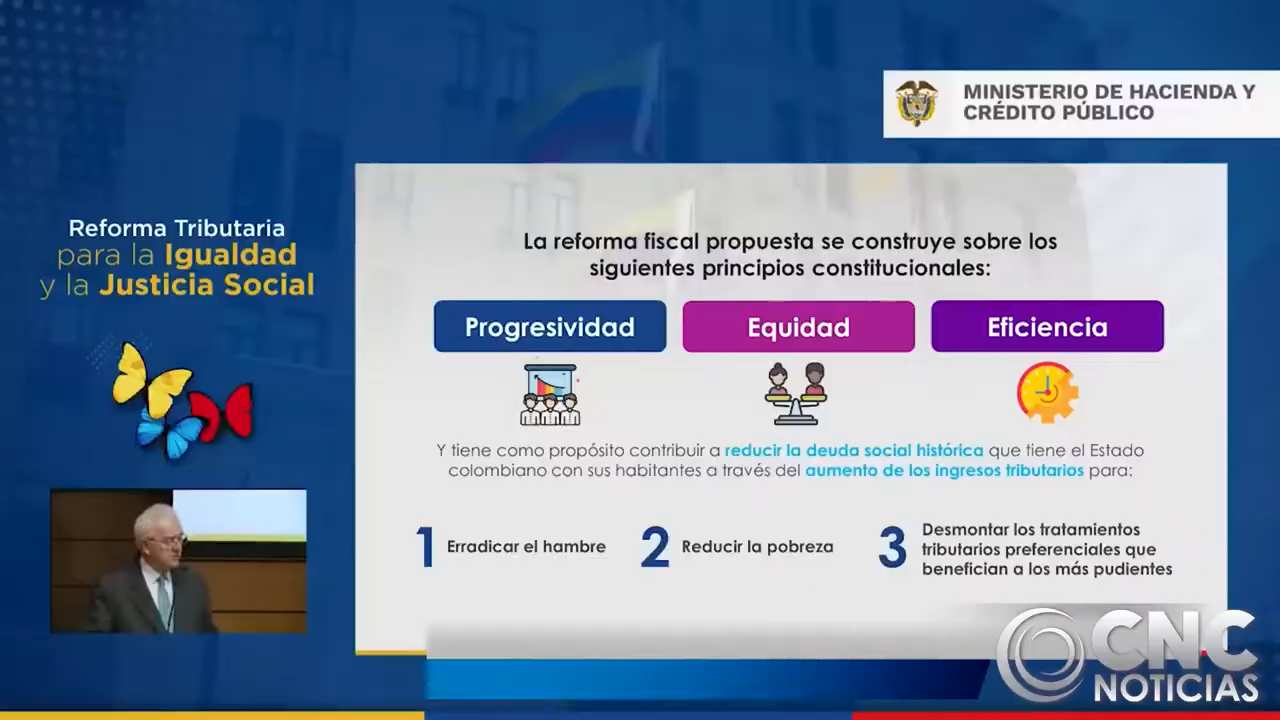 MINISTERIO DE HACIENDA Y
CRÉDITO PÚBLICO
Reforma Tributaria
para la Igualdad
y la Justicia Social
La reforma fiscal propuesta se construye sobre los
siguientes principios constitucionales:
Progresividad
Equidad
Eficiencia
Y tiene como propósito contribuir a reducir la deuda social histórica que tiene el Estado
colombiano con sus habitantes a través del aumento de los ingresos tributarios para:
1 Erradicar el hambre
2 Reducir la pobreza
3 Desmontar los tratamientos
tributarios preferenciales que
benefician a los más pudientes
CNC
NOTICIAS